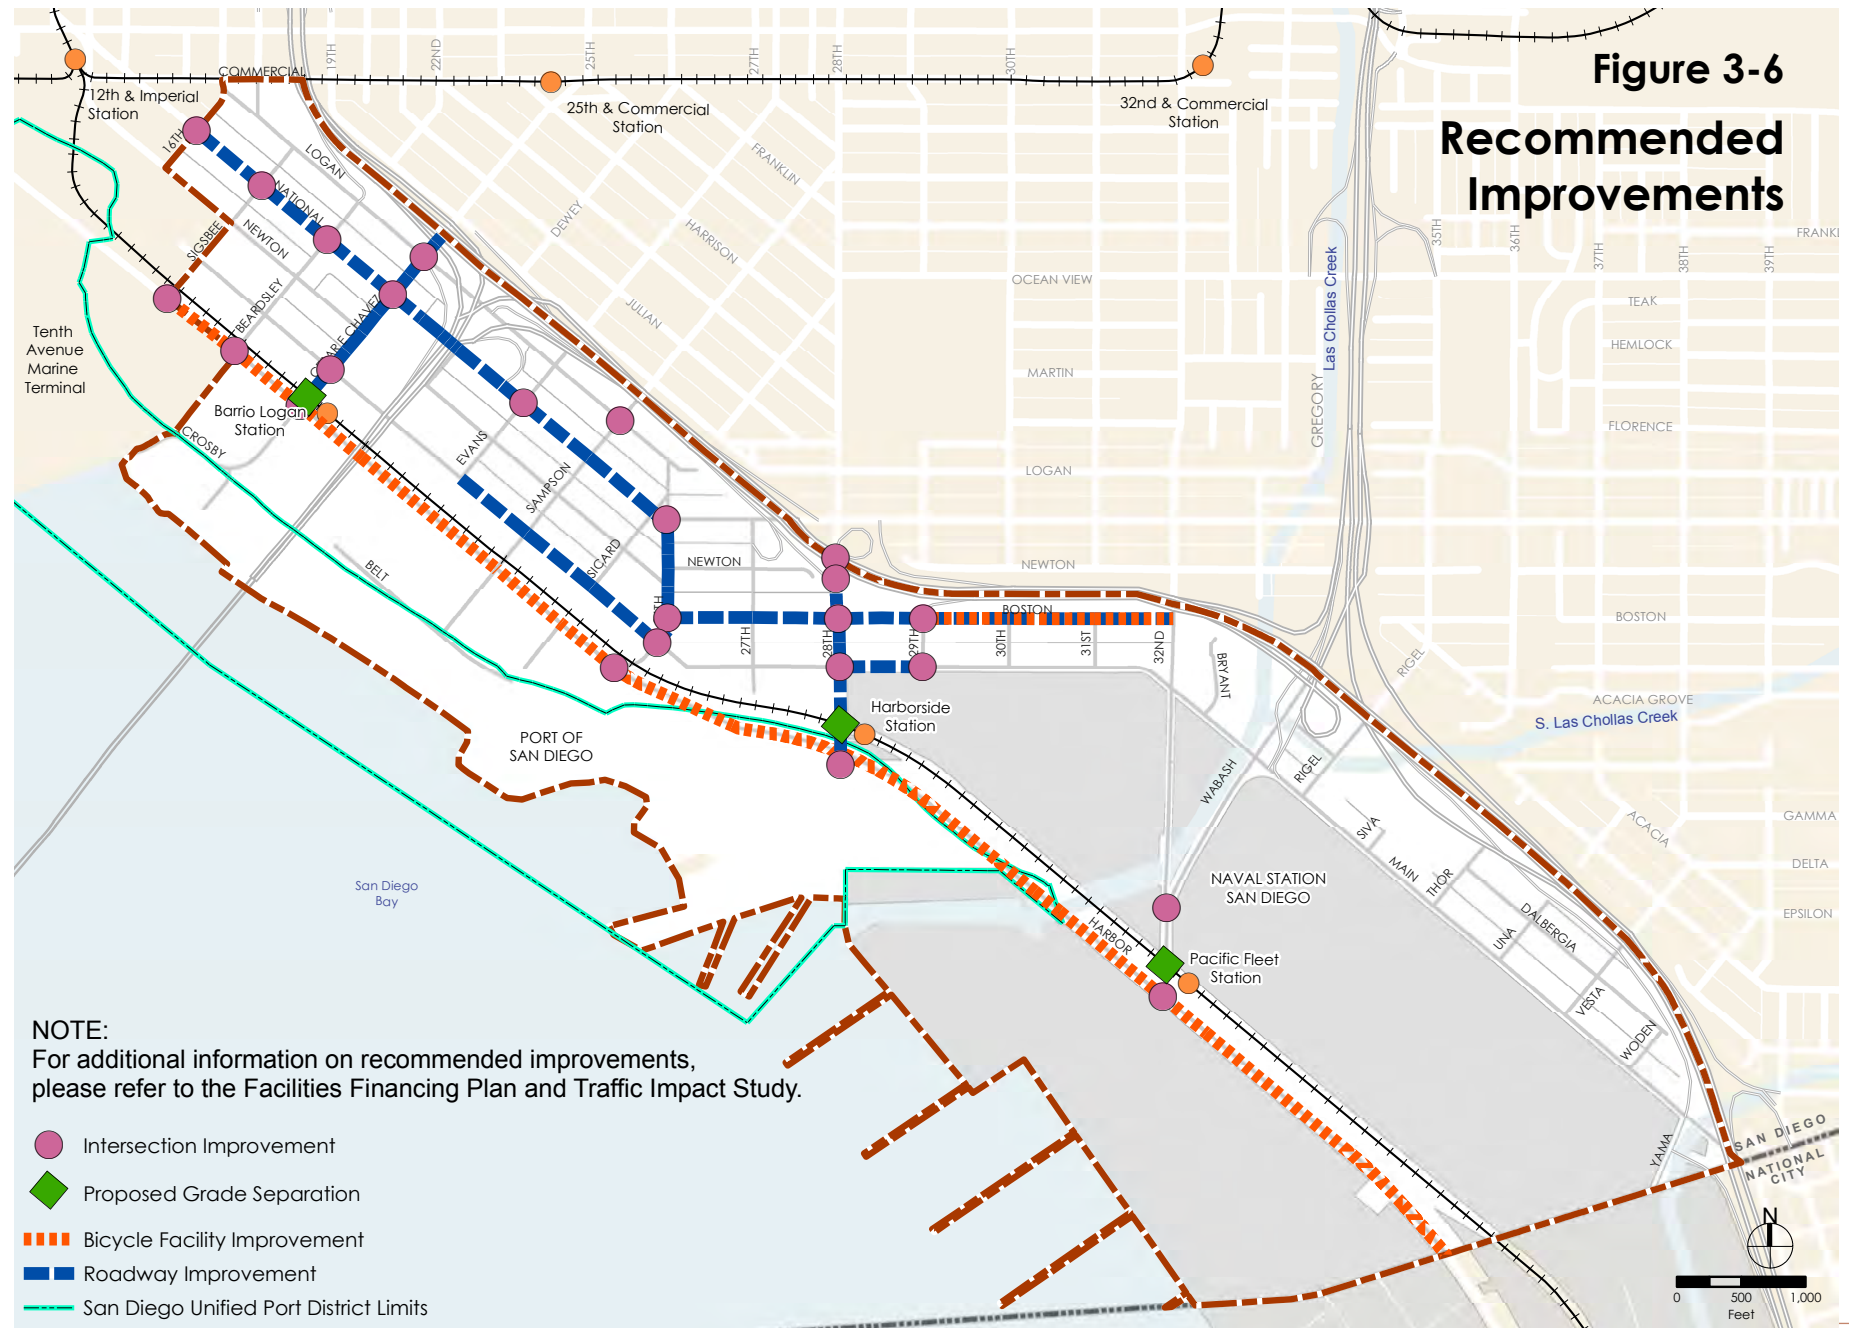 Figure 3-6
Recommended
Improvements
COMMERCIAL
19TH
22ND
25TH
27TH
28TH
30TH
12th & Imperial
Station
25th & Commercial
Station
32nd & Commercial
Station
16TH
LOGAN
NATIONAL
NEWTON
SIGSBEE
BEARDSLEY
FRANKLIN
DEWEY
HARRISON
JULIAN
OCEAN VIEW
MARTIN
LOGAN
NEWTON
GREGORY
Las Chollas Creek
35TH
36TH
37TH
38TH
39TH
TEAK
HEMLOCK
FLORENCE
BOSTON
ACACIA GROVE
S. Las Chollas Creek
RIGEL
ACACIA
GAMMA
DELTA
EPSILON
Tenth
Avenue
Marine
Terminal
Barrio Logan
Station
CROSBY
EVANS
SAMPSON
SICARD
BELT
NEWTON
27TH
28TH
29TH
BOSTON
30TH
31ST
32ND
BRYANT
Harborside
Station
PORT OF
SAN DIEGO
WABASH
RIGEL
SIVA
MAIN
THOR
DALBERGIA
UNA
VESTA
WODEN
YAMA
NAVAL STATION
SAN DIEGO
HARBOR
Pacific Fleet
Station
San Diego
Bay
SAN DIEGO
NATIONAL
CITY
NOTE:
For additional information on recommended improvements,
please refer to the Facilities Financing Plan and Traffic Impact Study.
Intersection Improvement
Proposed Grade Separation
Bicycle Facility Improvement
Roadway Improvement
San Diego Unified Port District Limits
N
0 500 1,000
Feet